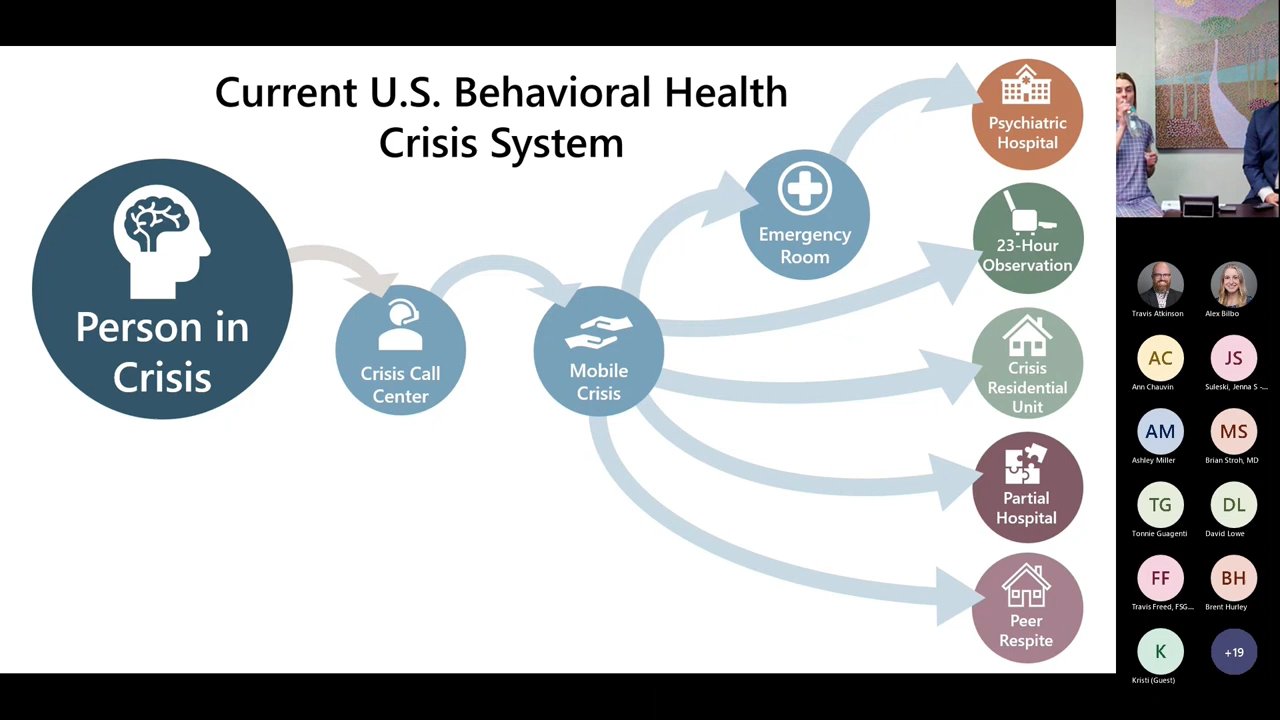 Current U.S. Behavioral Health
Crisis System
Person in
Crisis
Crisis Call
Center
Mobile
Crisis
Emergency
Room
Psychiatric
Hospital
23-Hour
Observation
Crisis
Residential
Unit
Partial
Hospital
Peer
Respite
Travis Atkinson
Alex Bilbo
AC
JS
Ann Chauvin
Suleski, Jenna S -...
AM
MS
Ashley Miller
Brian Stroh, MD
TG
DL
Tonnie Guagenti
David Lowe
FF
BH
Travis Freed, FSG...
Brent Hurley
K
+19
Kristi (Guest)